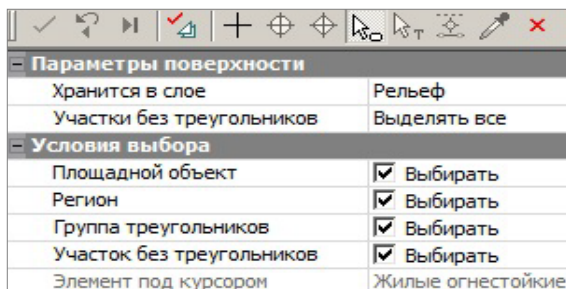 Параметры поверхности
Хранится в слое Рельеф
Участки без треугольников Выделять все
Условия выбора
Площадной объект Выбирать
Регион Выбирать
Группа треугольников Выбирать
Участок без треугольников Выбирать
Элемент под курсором Жилые огнестойкие